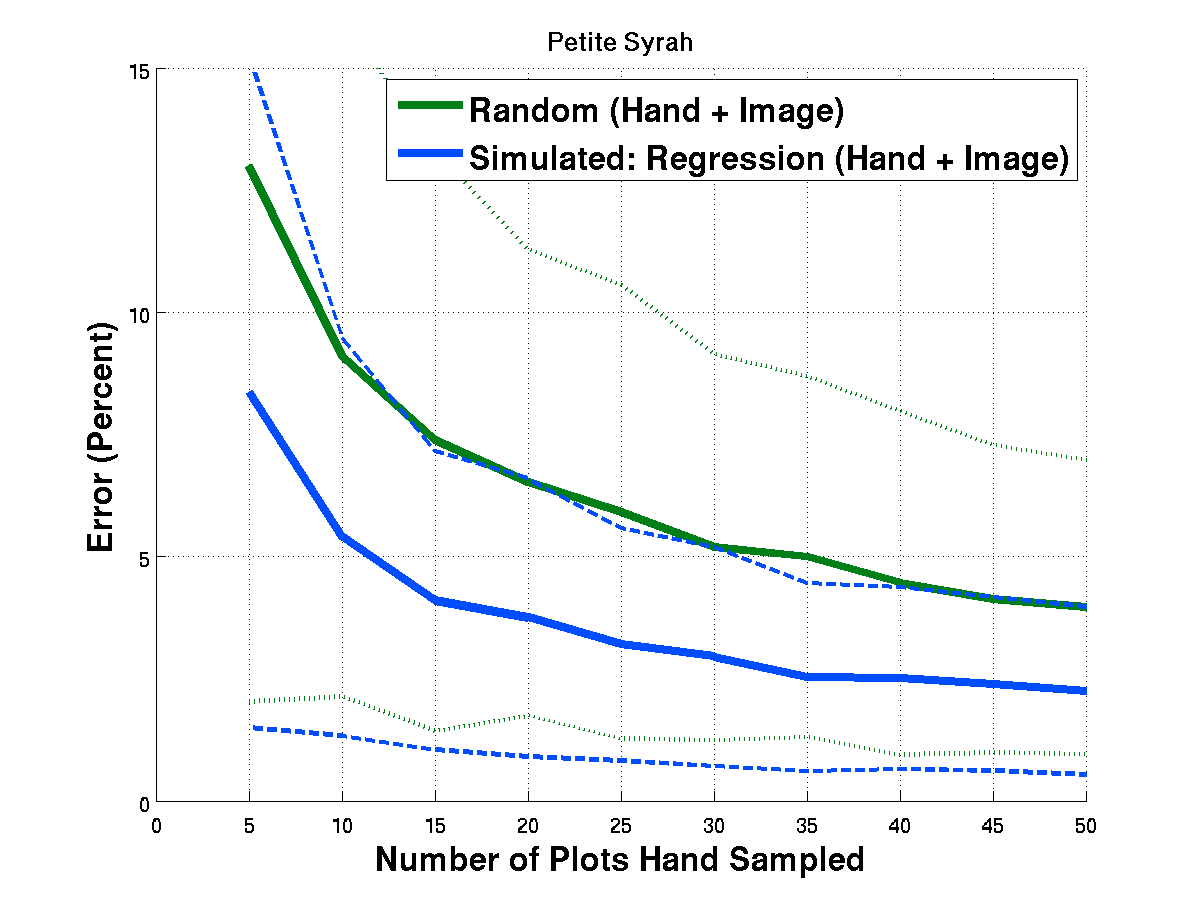 Petite Syrah
15
Random (Hand + Image)
Simulated: Regression (Hand + Image)
10
5
0
Error (Percent)
0 5 10 15 20 25 30 35 40 45 50
Number of Plots Hand Sampled